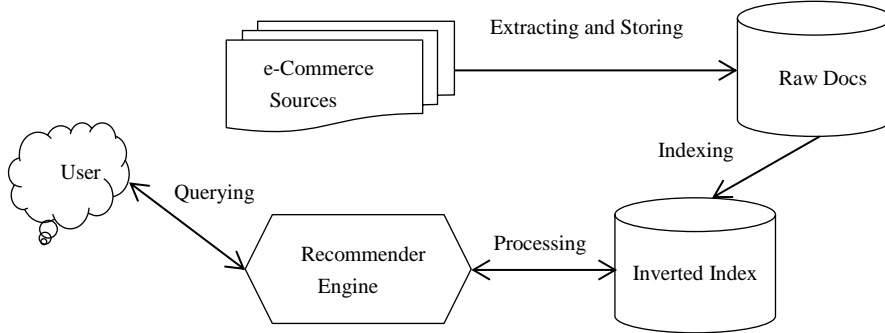 Extracting and Storing
e-Commerce
Sources
Raw Docs
Indexing
User
Querying
Recommender
Engine
Processing
Inverted Index